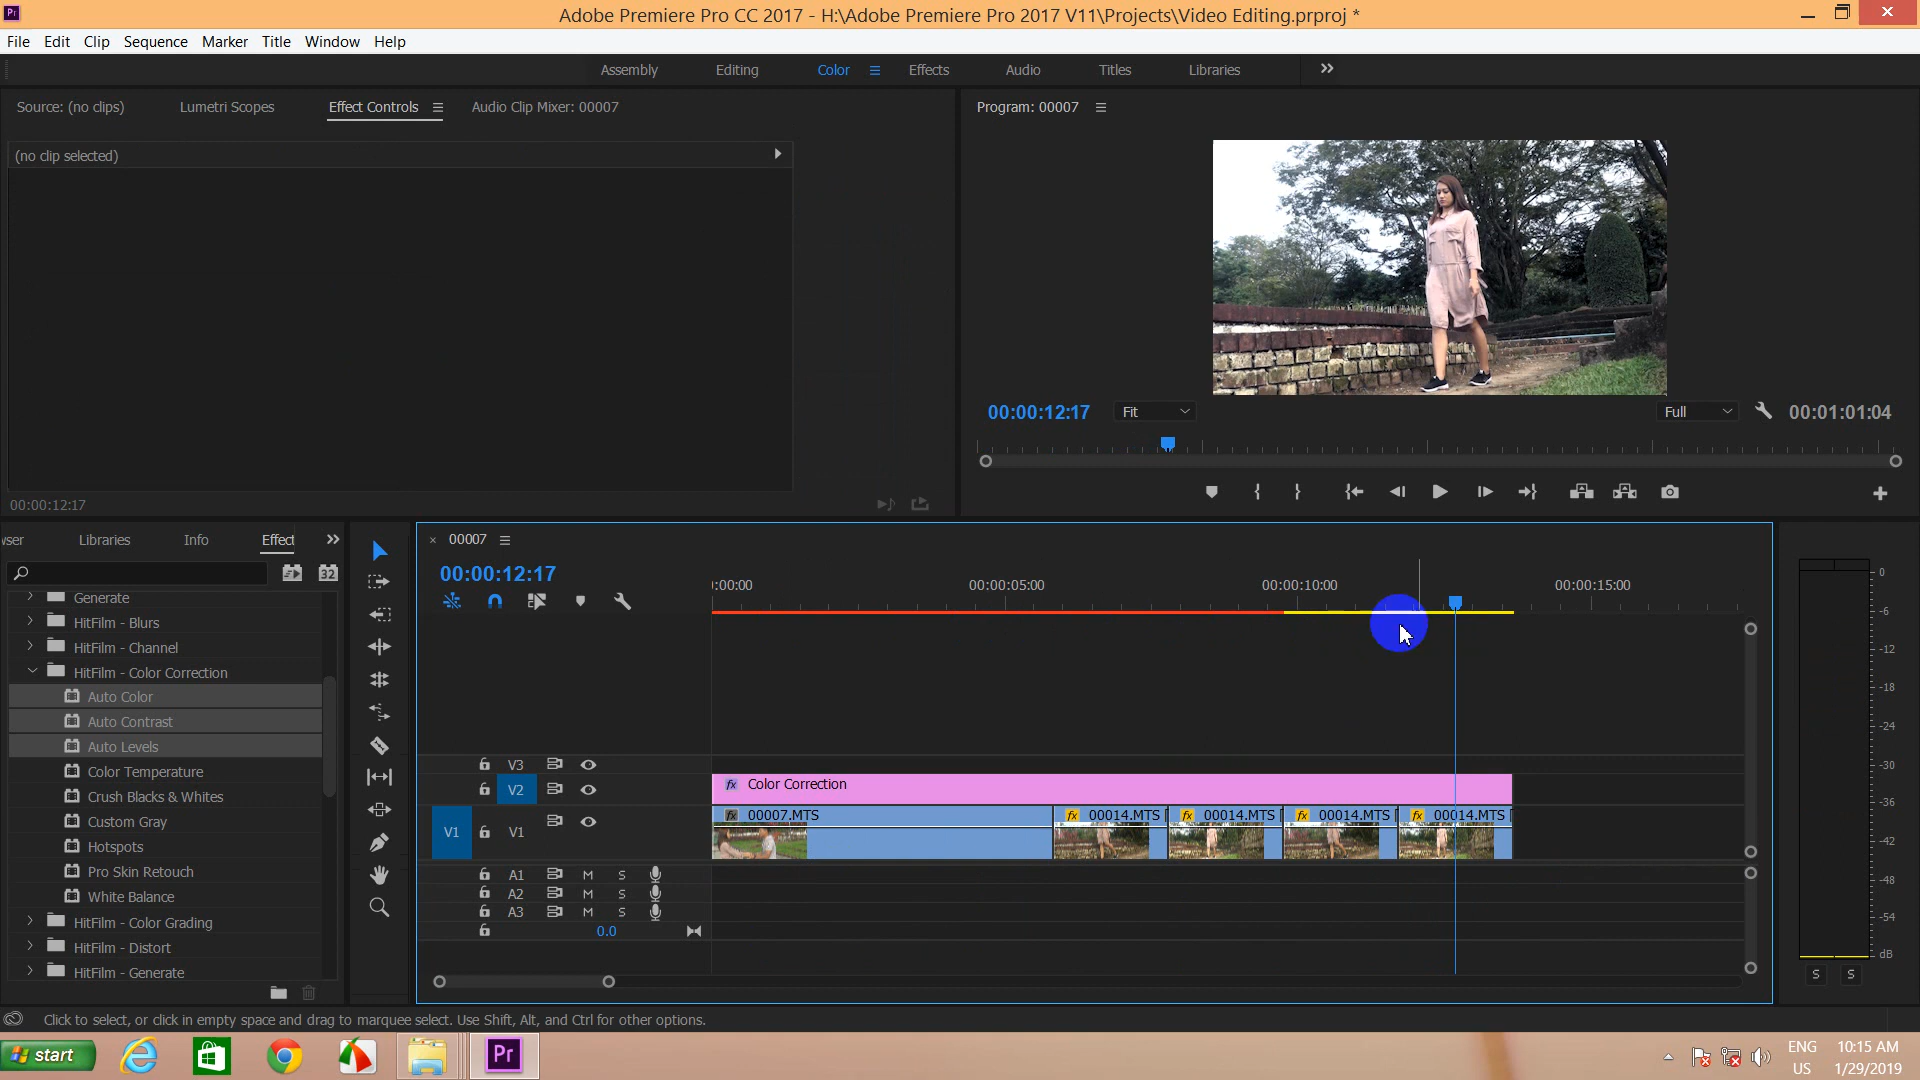 Pr
Adobe Premiere Pro CC 2017 - H:\Adobe Premiere Pro 2017 V11\Projects\Video Editing.prproj *
File Edit Clip Sequence Marker Title Window Help
Assembly Editing Color Effects Audio Titles Libraries
Source: (no clips) Lumetri Scopes Effect Controls Audio Clip Mixer: 00007
Program: 00007
(no clip selected)
00:00:12:17 Fit Full 00:01:01:04
00:00:12:17
wser Libraries Info Effect
00007
00:00:12:17
32
:00:00 00:00:05:00 00:00:10:00 00:00:15:00
Generate
HitFilm - Blurs
HitFilm - Channel
HitFilm - Color Correction
Auto Color
Auto Contrast
Auto Levels
Color Temperature
Crush Blacks & Whites
Custom Gray
Hotspots
Pro Skin Retouch
White Balance
HitFilm - Color Grading
HitFilm - Distort
HitFilm - Generate
V3
V2 fx Color Correction
V1 V1 fx 00007.MTS fx 00014.MTS fx 00014.MTS fx 00014.MTS fx 00014.MTS
A1 M S
A2 M S
A3 M S
0.0
0
-6
-12
-18
-24
-30
-36
-42
-48
-54
dB
S S
Click to select, or click in empty space and drag to marquee select. Use Shift, Alt, and Ctrl for other options.
start
Pr
ENG 10:15 AM
US 1/29/2019